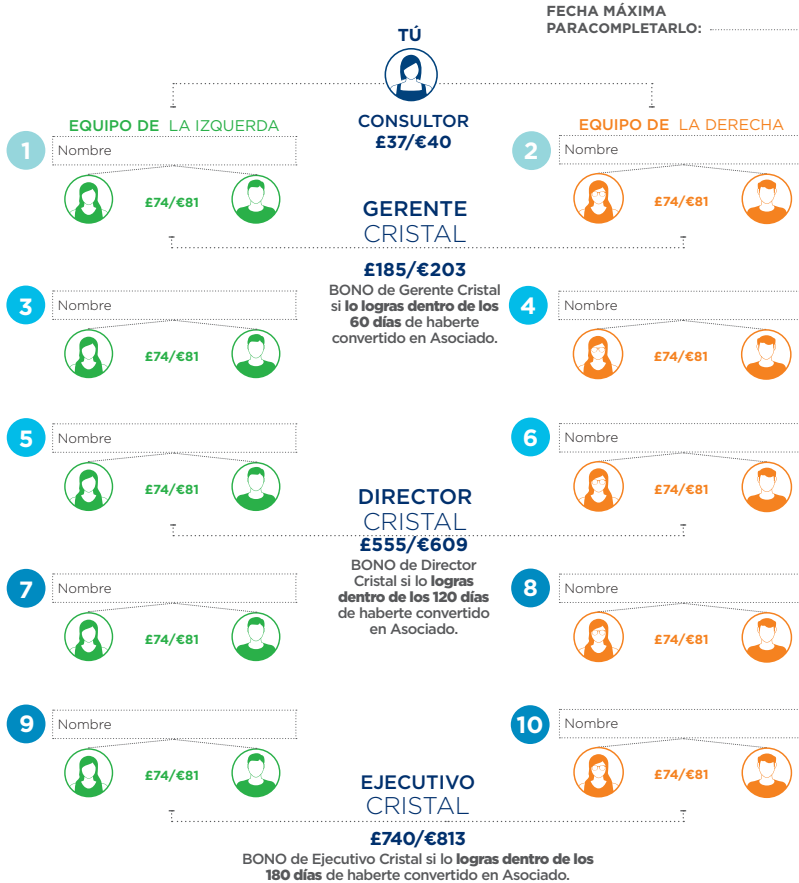 FECHA MÁXIMA
PARACOMPLETARLO:
TÚ
CONSULTOR
£37/€40
EQUIPO DE LA IZQUIERDA
EQUIPO DE LA DERECHA
1
Nombre
2
Nombre
£74/€81
£74/€81
GERENTE
CRISTAL
£185/€203
BONO de Gerente Cristal
si lo logras dentro de los
60 días de haberte
convertido en Asociado.
3
Nombre
4
Nombre
£74/€81
£74/€81
5
Nombre
6
Nombre
£74/€81
£74/€81
DIRECTOR
CRISTAL
£555/€609
BONO de Director
Cristal si lo logras
dentro de los 120 días
de haberte convertido
en Asociado.
7
Nombre
8
Nombre
£74/€81
£74/€81
9
Nombre
10
Nombre
£74/€81
£74/€81
EJECUTIVO
CRISTAL
£740/€813
BONO de Ejecutivo Cristal si lo logras dentro de los
180 días de haberte convertido en Asociado.